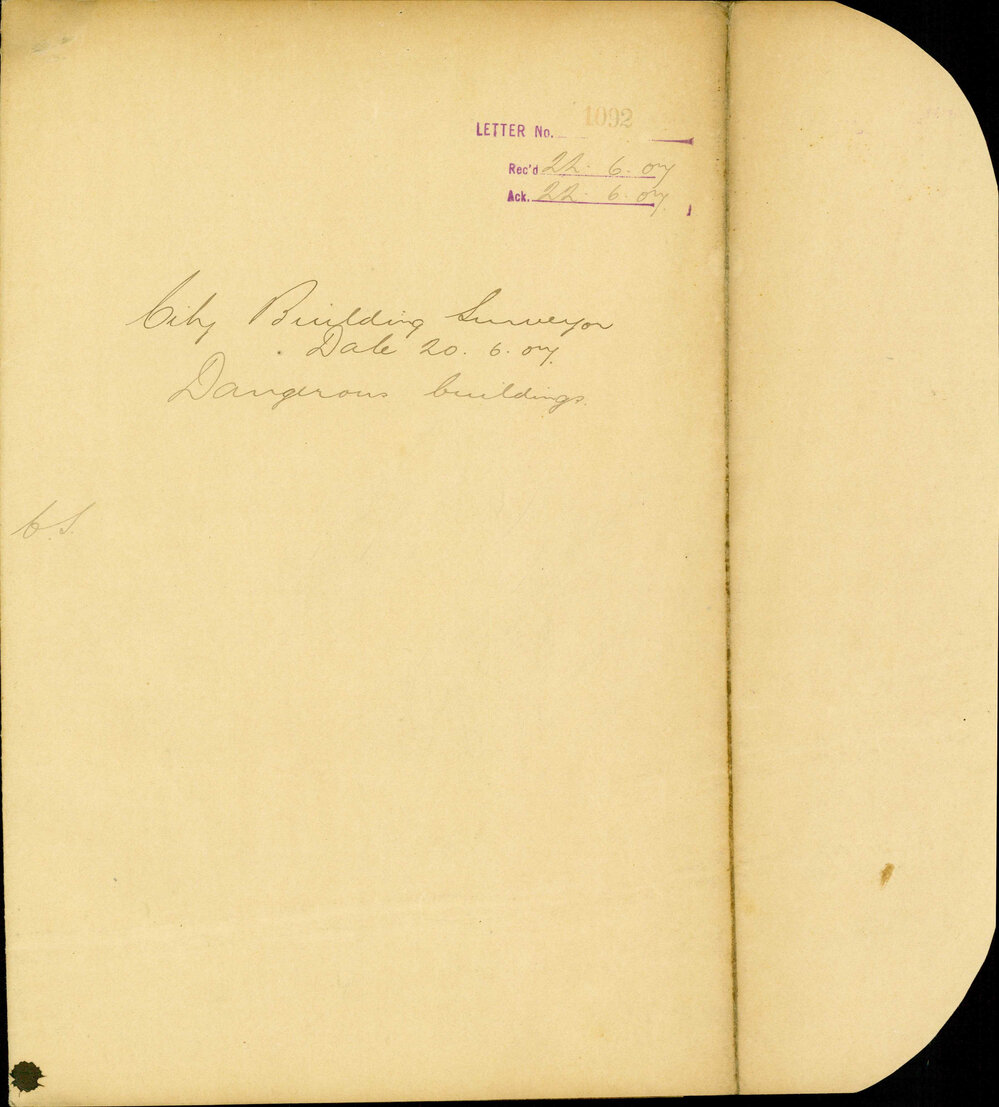 LETTER No. 1092
Rec'd 22. 6. 07
Ack. 22. 6. 07.
City Building Surveyor
Date 20. 6. 07.
Dangerous buildings.
C.S.